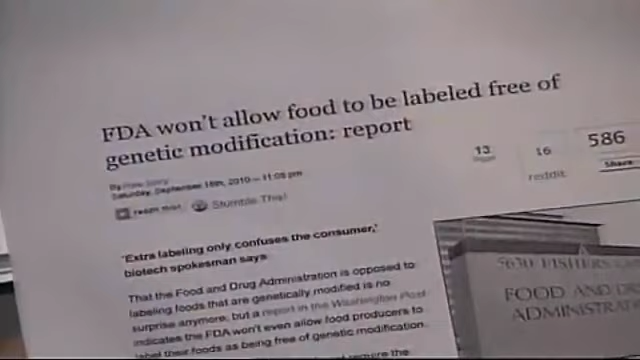 FDA won't allow food to be labeled free of
genetic modification: report
13
16
reddit
586
Share
Saturday, September 18th, 2010 -- 11:05 pm
Stumble This!
'Extra labeling only confuses the consumer,'
biotech spokesman says
That the Food and Drug Administration is opposed to
labeling foods that are genetically modified is no
surprise anymore, but a report in the Washington Post
indicates the FDA won't even allow food producers to
label their foods as being free of genetic modification.
require the
5630 FISHERS
FOOD AND DR
ADMINISTRAT